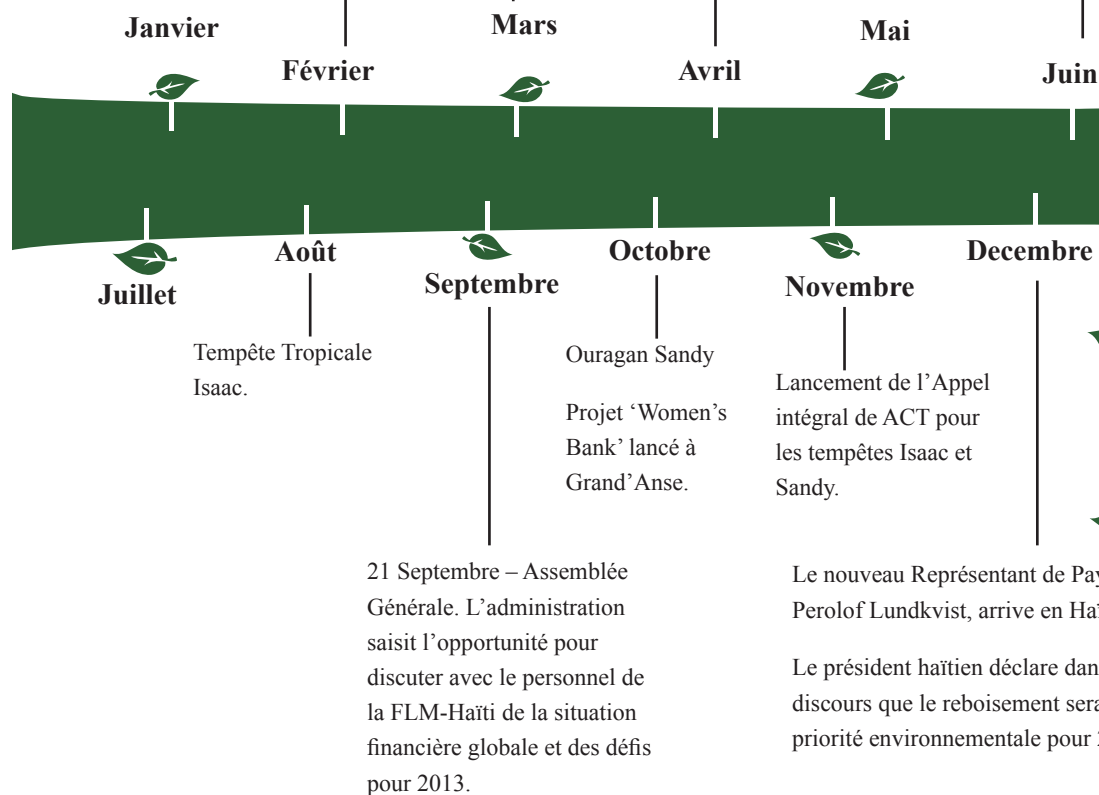 Janvier
Février
Mars
Avril
Mai
Juin
Juillet
Août
Septembre
Octobre
Novembre
Decembre
Tempête Tropicale
Isaac.
Ouragan Sandy
Projet ‘Women’s
Bank’ lancé à
Grand’Anse.
Lancement de l’Appel
intégral de ACT pour
les tempêtes Isaac et
Sandy.
21 Septembre – Assemblée
Générale. L’administration
saisit l’opportunité pour
discuter avec le personnel de
la FLM-Haïti de la situation
financière globale et des défis
pour 2013.
Le nouveau Représentant de
Perolof Lundkvist, arrive en
Le président haïtien déclare
discours que le reboisement sera
priorité environnementale pour